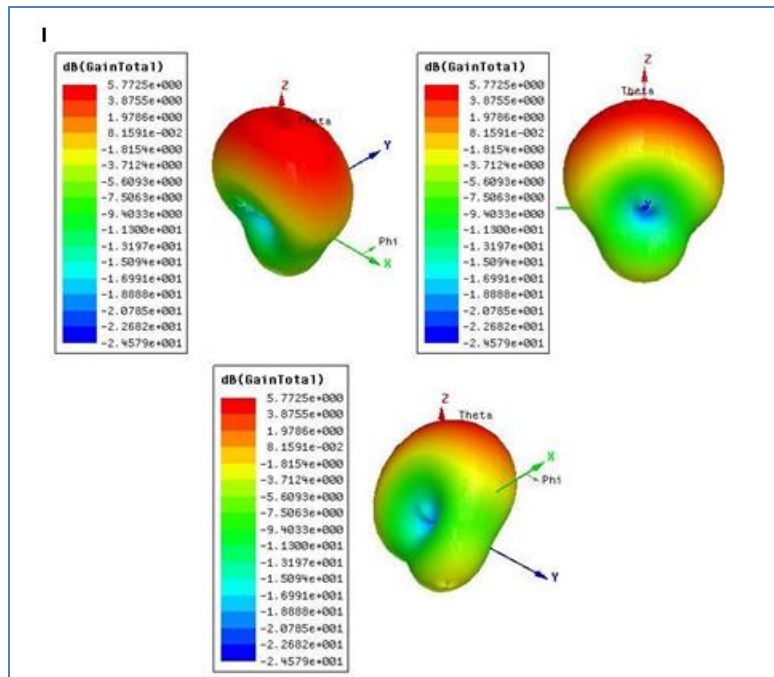 I
dB(GainTotal)
5.7725e+000
3.8755e+000
1.9786e+000
8.1591e-002
-1.8154e+000
-3.7124e+000
-5.6093e+000
-7.5063e+000
-9.4033e+000
-1.1300e+001
-1.3197e+001
-1.5094e+001
-1.6991e+001
-1.8888e+001
-2.0785e+001
-2.2682e+001
-2.4579e+001
Z
Theta
Y
Phi
X
dB(GainTotal)
5.7725e+000
3.8755e+000
1.9786e+000
8.1591e-002
-1.8154e+000
-3.7124e+000
-5.6093e+000
-7.5063e+000
-9.4033e+000
-1.1300e+001
-1.3197e+001
-1.5094e+001
-1.6991e+001
-1.8888e+001
-2.0785e+001
-2.2682e+001
-2.4579e+001
Z
Theta
dB(GainTotal)
5.7725e+000
3.8755e+000
1.9786e+000
8.1591e-002
-1.8154e+000
-3.7124e+000
-5.6093e+000
-7.5063e+000
-9.4033e+000
-1.1300e+001
-1.3197e+001
-1.5094e+001
-1.6991e+001
-1.8888e+001
-2.0785e+001
-2.2682e+001
-2.4579e+001
Z
Theta
X
Phi
Y